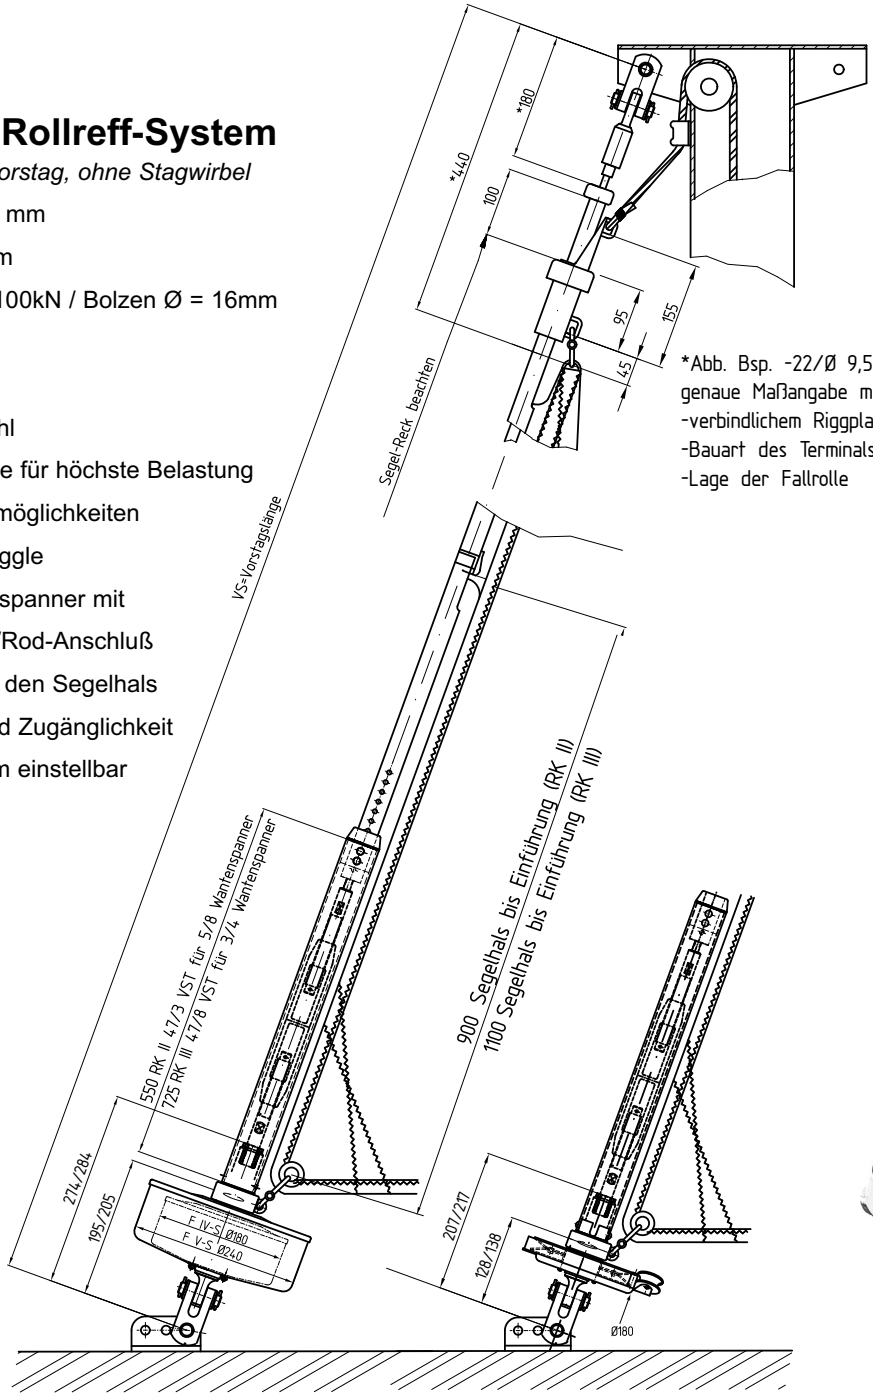 Rollreff-System
orstag, ohne Stagwirbel
mm
m
100kN / Bolzen Ø = 16mm
hl
e für höchste Belastung
möglichkeiten
ggle
spanner mit
/Rod-Anschluß
den Segelhals
d Zugänglichkeit
m einstellbar
*180
*440
100
95
155
45
Segel-Reck beachten
VS=Vorstagslänge
*Abb. Bsp. -22/Ø 9,5
genaue Maßangabe m
-verbindlichem Riggpla
-Bauart des Terminals
-Lage der Fallrolle
550 RK II 47/3 VST für 5/8 Wantenspanner
725 RK III 47/8 VST für 3/4 Wantenspanner
900 Segelhals bis Einführung (RK II)
1100 Segelhals bis Einführung (RK III)
274/284
195/205
F IV-S Ø180
F V-S Ø240
207/217
128/138
Ø180